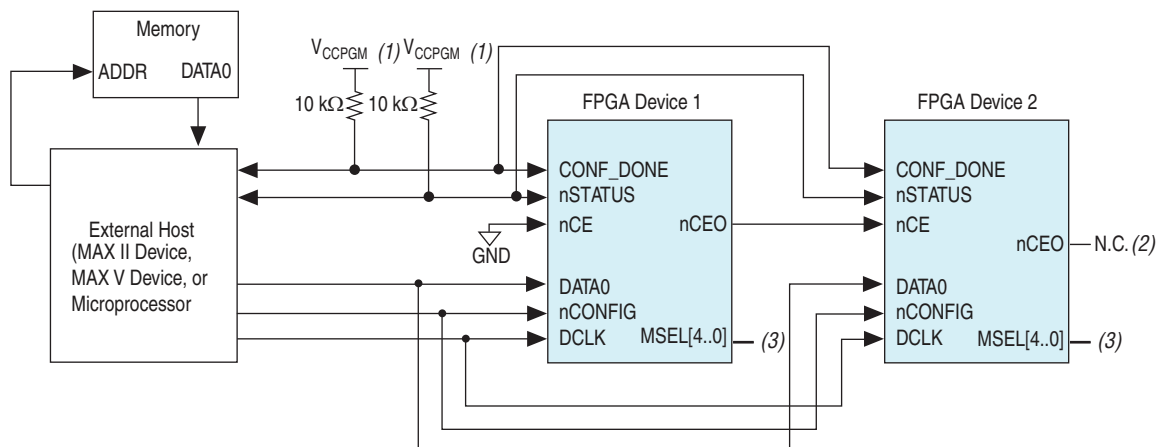 Memory
ADDR DATA0
V_CCPGM (1) V_CCPGM (1)
10 kΩ 10 kΩ
External Host
(MAX II Device,
MAX V Device, or
Microprocessor
GND
FPGA Device 1
CONF_DONE
nSTATUS
nCE nCEO
DATA0
nCONFIG
DCLK MSEL[4..0] (3)
FPGA Device 2
CONF_DONE
nSTATUS
nCE
nCEO N.C. (2)
DATA0
nCONFIG
DCLK MSEL[4..0] (3)